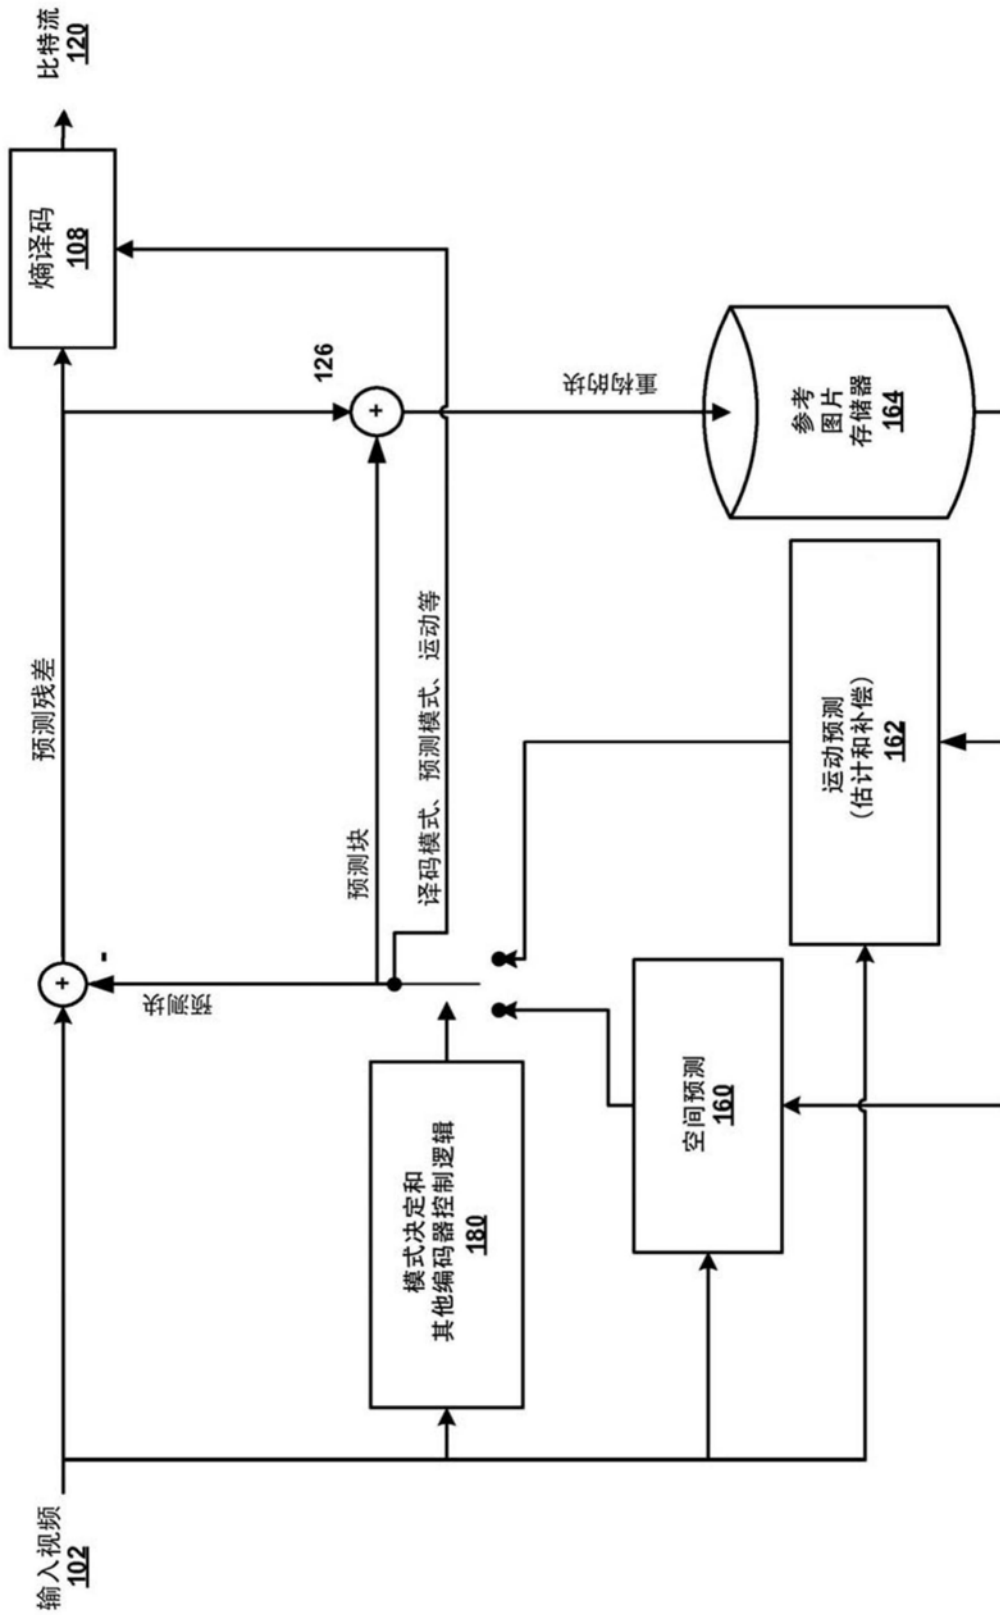 输入视频
102
预测残差
熵译码
108
比特流
120
+
-
预测块
预测块
126
+
译码模式、预测模式、运动等
重构的块
模式决定和
其他编码器控制逻辑
180
空间预测
160
运动预测
(估计和补偿)
162
参考
图片
存储器
164